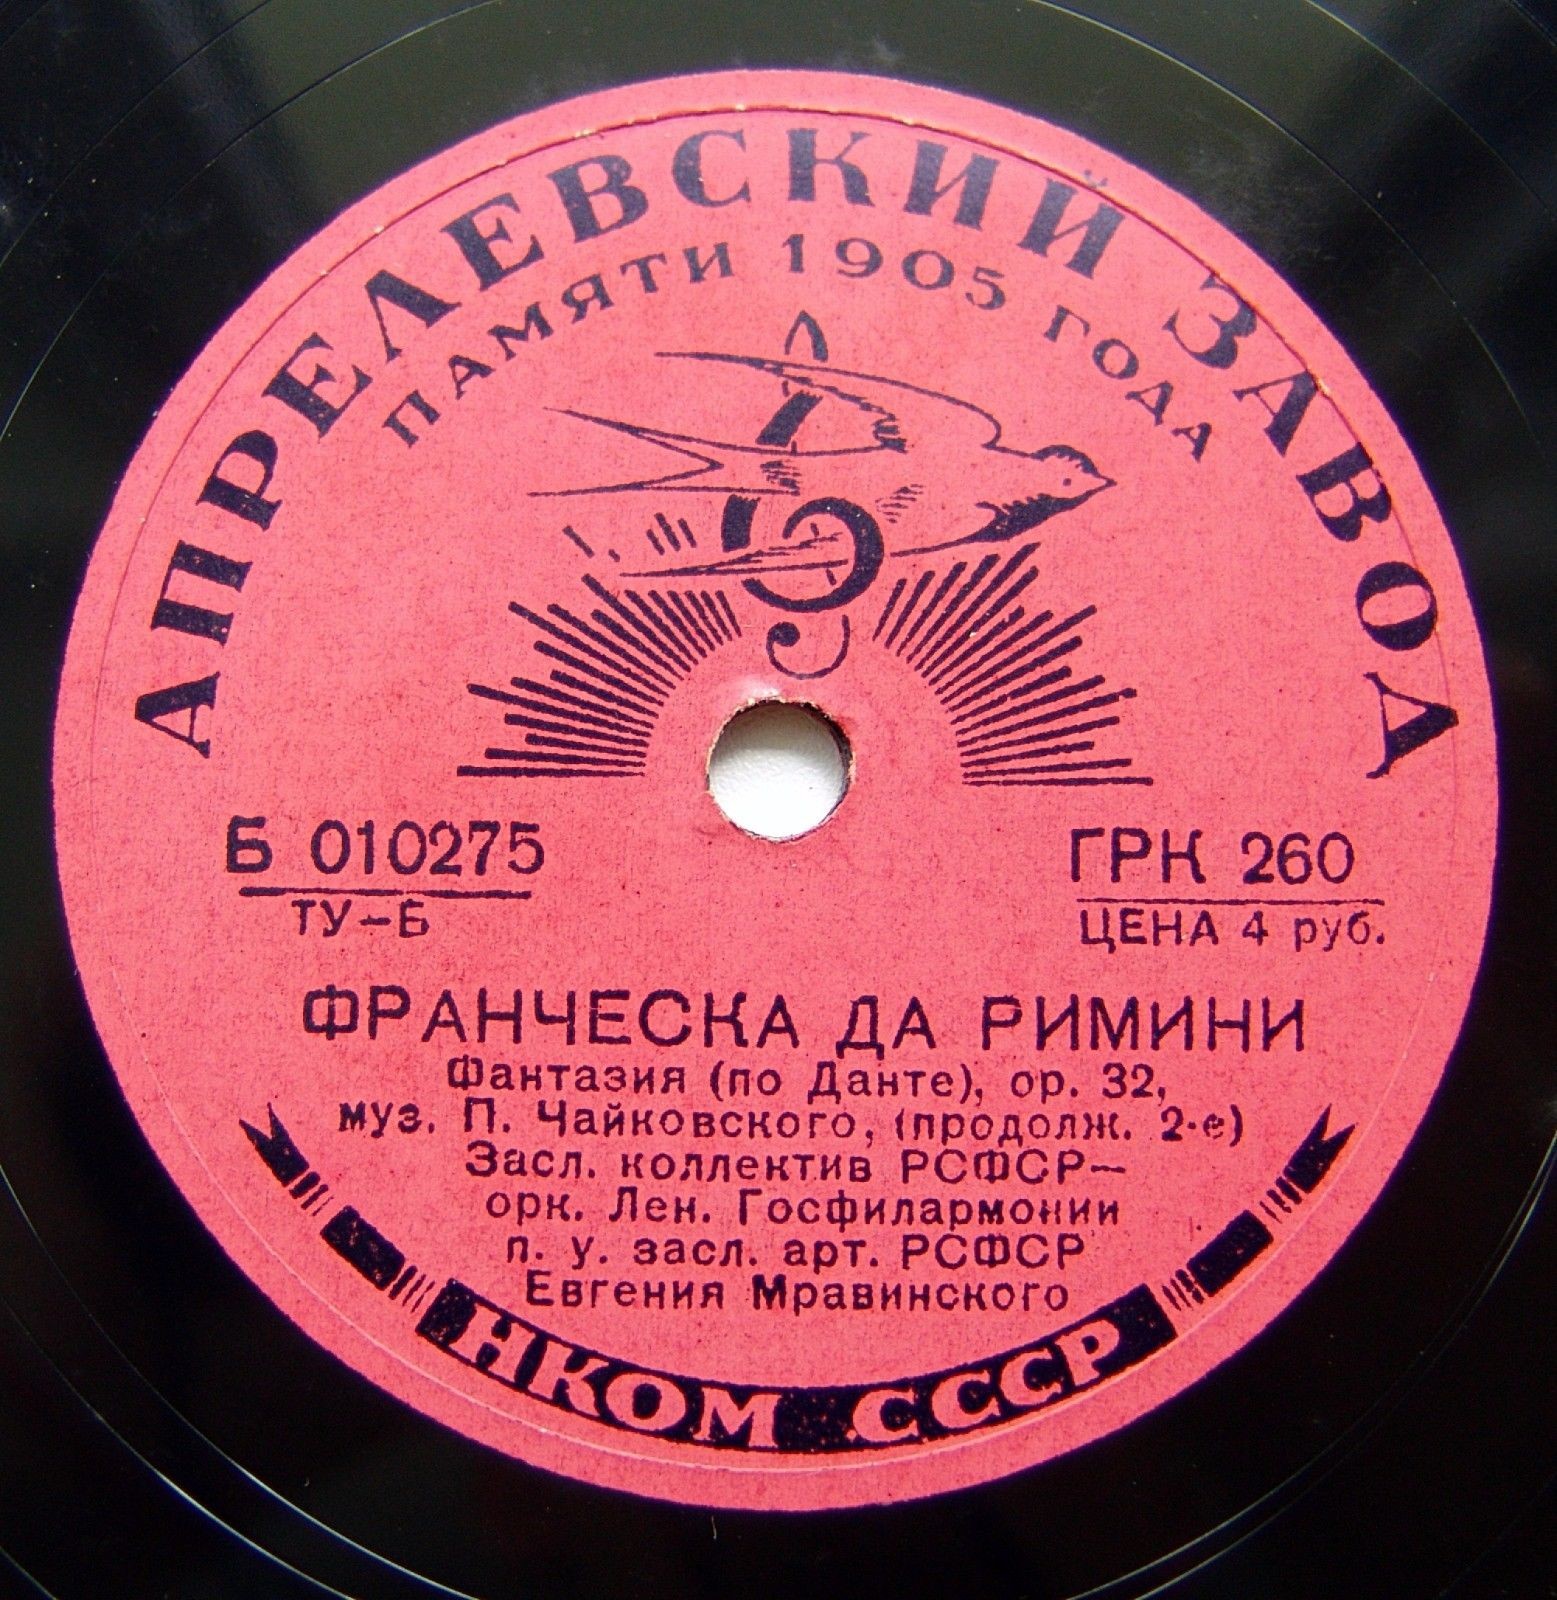 АПРЕЛЕВСКИЙ ЗАВОД
ПАМЯТИ 1905 ГОДА
Б 010275
ТУ-Б
ГРК 260
ЦЕНА 4 руб.
ФРАНЧЕСКА ДА РИМИНИ
Фантазия (по Данте), ор. 32,
муз. П. Чайковского, (продолж. 2-е)
Засл. коллектив РСФСР—
орк. Лен. Госфилармонии
п. у. засл. арт. РСФСР
Евгения Мравинского
НКОМ СССР